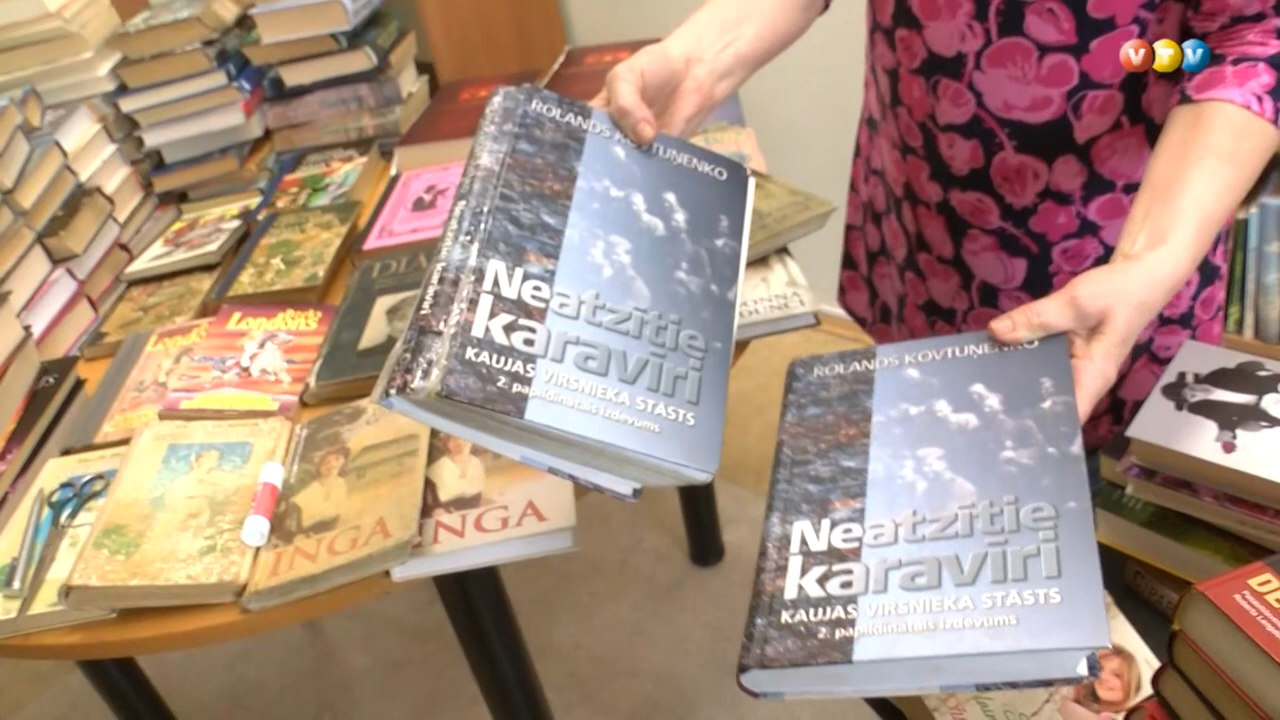 VTV
ROLANDS KOVTUŅENKO
Neatzītie
karavīri
KAUJAS VIRSNIEKA STĀSTS
2. papildinātais izdevums
ROLANDS KOVTUŅENKO
Neatzītie
karavīri
KAUJAS VIRSNIEKA STĀSTS
2. papildinātais izdevums
Londons
INGA
INGA